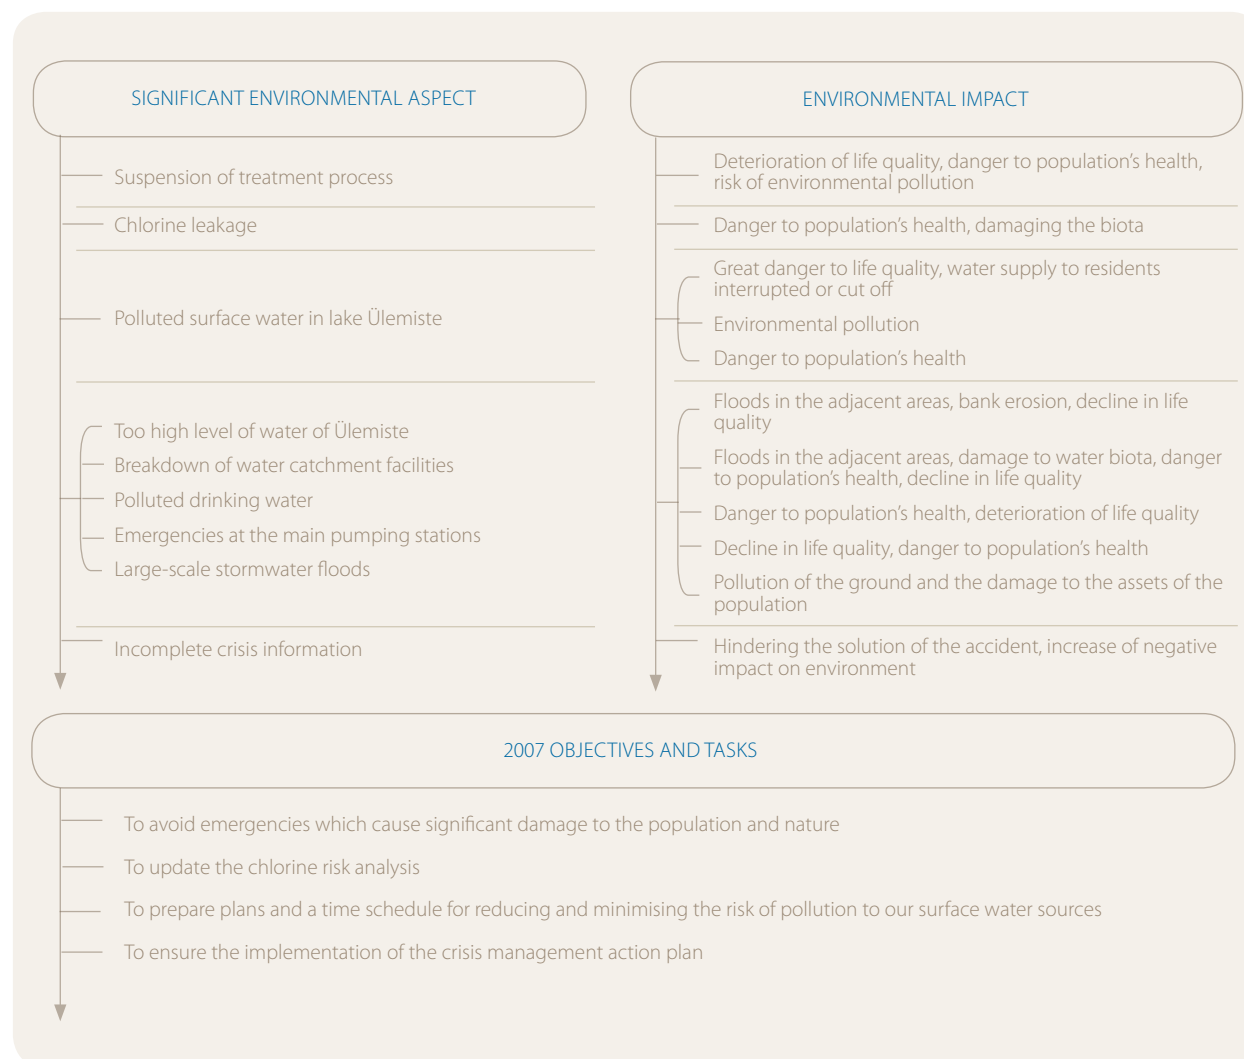 SIGNIFICANT ENVIRONMENTAL ASPECT
Suspension of treatment process
Chlorine leakage
Polluted surface water in lake Ülemiste
Too high level of water of Ülemiste
Breakdown of water catchment facilities
Polluted drinking water
Emergencies at the main pumping stations
Large-scale stormwater floods
Incomplete crisis information
ENVIRONMENTAL IMPACT
Deterioration of life quality, danger to population’s health,
risk of environmental pollution
Danger to population’s health, damaging the biota
Great danger to life quality, water supply to residents
interrupted or cut off
Environmental pollution
Danger to population’s health
Floods in the adjacent areas, bank erosion, decline in life
quality
Floods in the adjacent areas, damage to water biota, danger
to population’s health, decline in life quality
Danger to population’s health, deterioration of life quality
Decline in life quality, danger to population’s health
Pollution of the ground and the damage to the assets of the
population
Hindering the solution of the accident, increase of negative
impact on environment
2007 OBJECTIVES AND TASKS
To avoid emergencies which cause significant damage to the population and nature
To update the chlorine risk analysis
To prepare plans and a time schedule for reducing and minimising the risk of pollution to our surface water sources
To ensure the implementation of the crisis management action plan